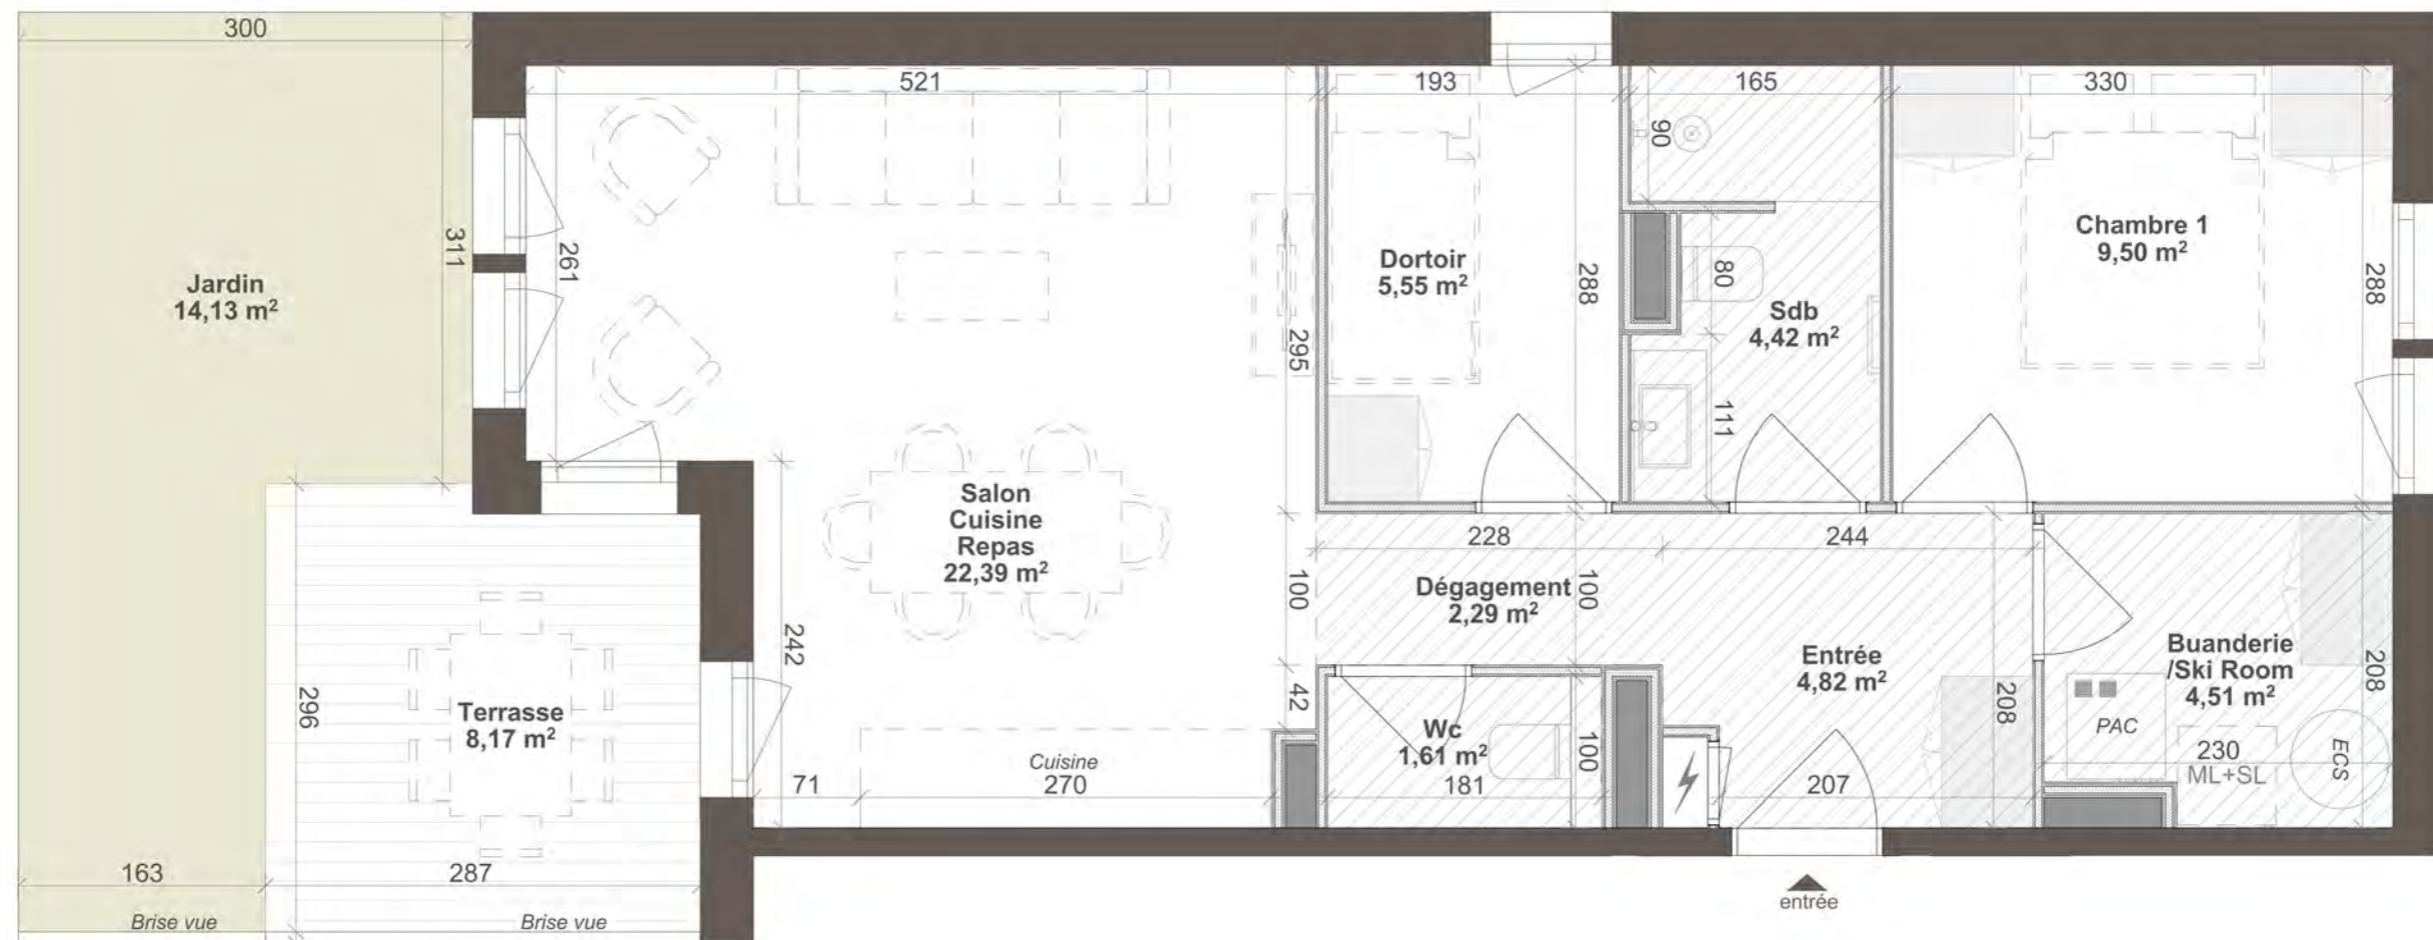 300
521
193
165
330
90
311
261
Jardin
14,13 m²
295
Dortoir
5,55 m²
288
80
Sdb
4,42 m²
111
Chambre 1
9,50 m²
288
Salon
Cuisine
Repas
22,39 m²
228
244
100
Dégagement
2,29 m²
100
242
296
Terrasse
8,17 m²
42
Wc
1,61 m²
100
181
Entrée
4,82 m²
208
Buanderie
/Ski Room
4,51 m²
208
PAC
230
ML+SL
ECS
71
Cuisine
270
207
163
287
Brise vue
Brise vue
entrée